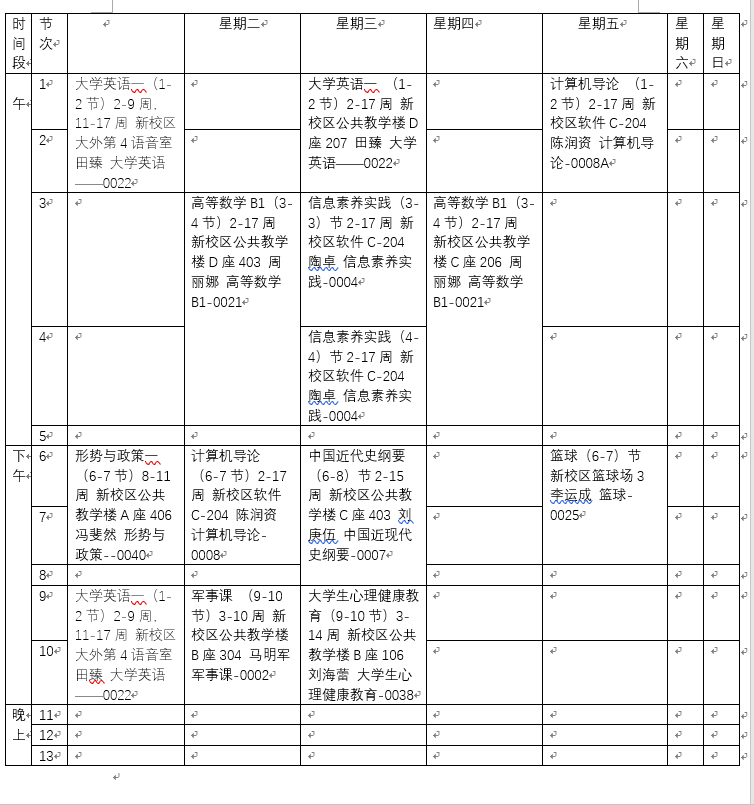 时间段 节次 星期二 星期三 星期四 星期五 星期六 星期日
午
1
大学英语一（1-
2节）2-9周,
11-17周 新校区
大外第4语音室
田臻 大学英语
——0022
大学英语一 （1-
2节）2-17周 新
校区公共教学楼D
座207 田臻 大学
英语——0022
计算机导论 （1-
2节）2-17周 新
校区软件C-204
陈润资 计算机导
论-0008A
2
3
高等数学B1（3-
4节）2-17周
新校区公共教学
楼D座403 周
丽娜 高等数学
B1-0021
信息素养实践（3-
3）节2-17周 新
校区软件C-204
陶卓 信息素养实
践-0004
高等数学B1（3-
4节）2-17周
新校区公共教学
楼C座206 周
丽娜 高等数学
B1-0021
4
信息素养实践（4-
4）节2-17周 新
校区软件C-204
陶卓 信息素养实
践-0004
5
下午
6
形势与政策一
（6-7节）8-11
周 新校区公共
教学楼A座406
冯斐然 形势与
政策--0040
计算机导论
（6-7节）2-17
周 新校区软件
C-204 陈润资
计算机导论-
0008
中国近代史纲要
（6-8）节2-15
周 新校区公共教
学楼C座403 刘
庚伍 中国近现代
史纲要-0007
篮球（6-7）节
新校区篮球场3
李运成 篮球-
0025
7
8
9
大学英语一（1-
2节）2-9周,
11-17周 新校区
大外第4语音室
田臻 大学英语
——0022
军事课 （9-10
节）3-10周 新
校区公共教学楼
B座304 马明军
军事课-0002
大学生心理健康教
育（9-10节）3-
14周 新校区公共
教学楼B座106
刘海蕾 大学生心
理健康教育-0038
10
晚上
11
12
13